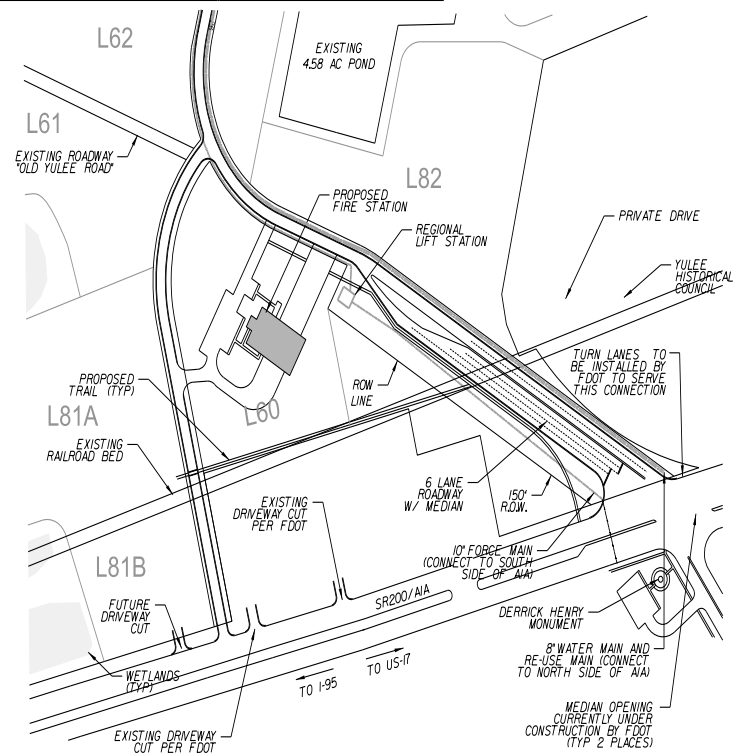 L62
EXISTING
4.58 AC POND
L61
EXISTING ROADWAY
"OLD YULEE ROAD"
L82
PROPOSED
FIRE STATION
REGIONAL
LIFT STATION
PRIVATE DRIVE
YULEE
HISTORICAL
COUNCIL
TURN LANES TO
BE INSTALLED BY
FDOT TO SERVE
THIS CONNECTION
PROPOSED
TRAIL (TYP)
ROW
LINE
L81A
L60
EXISTING
RAILROAD BED
6 LANE
ROADWAY
W/ MEDIAN
150'
R.O.W.
EXISTING
DRIVEWAY CUT
PER FDOT
10" FORCE MAIN
(CONNECT TO SOUTH
SIDE OF A1A)
L81B
SR200/A1A
FUTURE
DRIVEWAY
CUT
DERRICK HENRY
MONUMENT
WETLANDS
(TYP)
TO I-95
TO US-17
8" WATER MAIN AND
RE-USE MAIN (CONNECT
TO NORTH SIDE OF A1A)
EXISTING DRIVEWAY
CUT PER FDOT
MEDIAN OPENING
CURRENTLY UNDER
CONSTRUCTION BY FDOT
(TYP 2 PLACES)